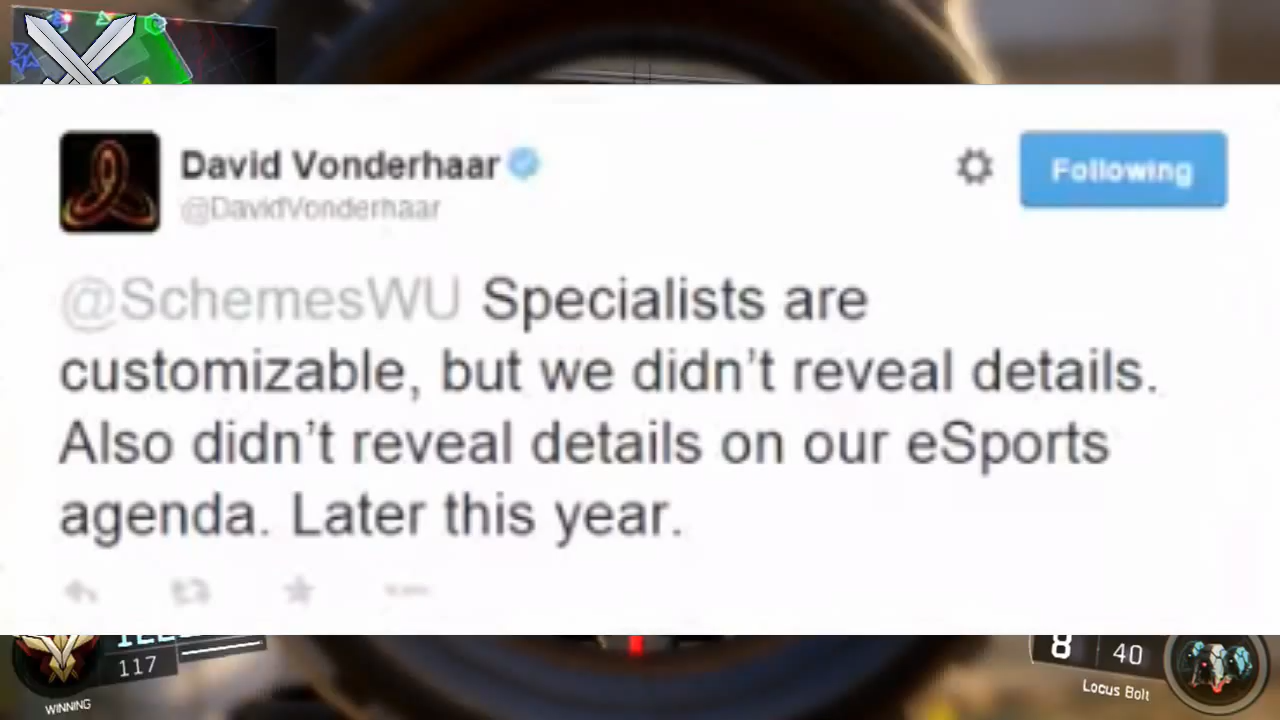 David Vonderhaar
@DavidVonderhaar
Following
@SchemesWU Specialists are
customizable, but we didn't reveal details.
Also didn't reveal details on our eSports
agenda. Later this year.
117
WINNING
8
40
Locus Bolt